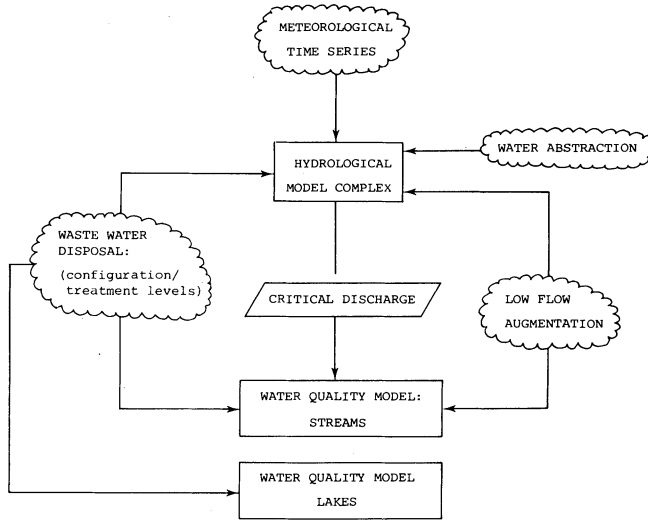 METEOROLOGICAL
TIME SERIES
WATER ABSTRACTION
HYDROLOGICAL
MODEL COMPLEX
WASTE WATER
DISPOSAL:
(configuration/
treatment levels)
CRITICAL DISCHARGE
LOW FLOW
AUGMENTATION
WATER QUALITY MODEL:
STREAMS
WATER QUALITY MODEL
LAKES